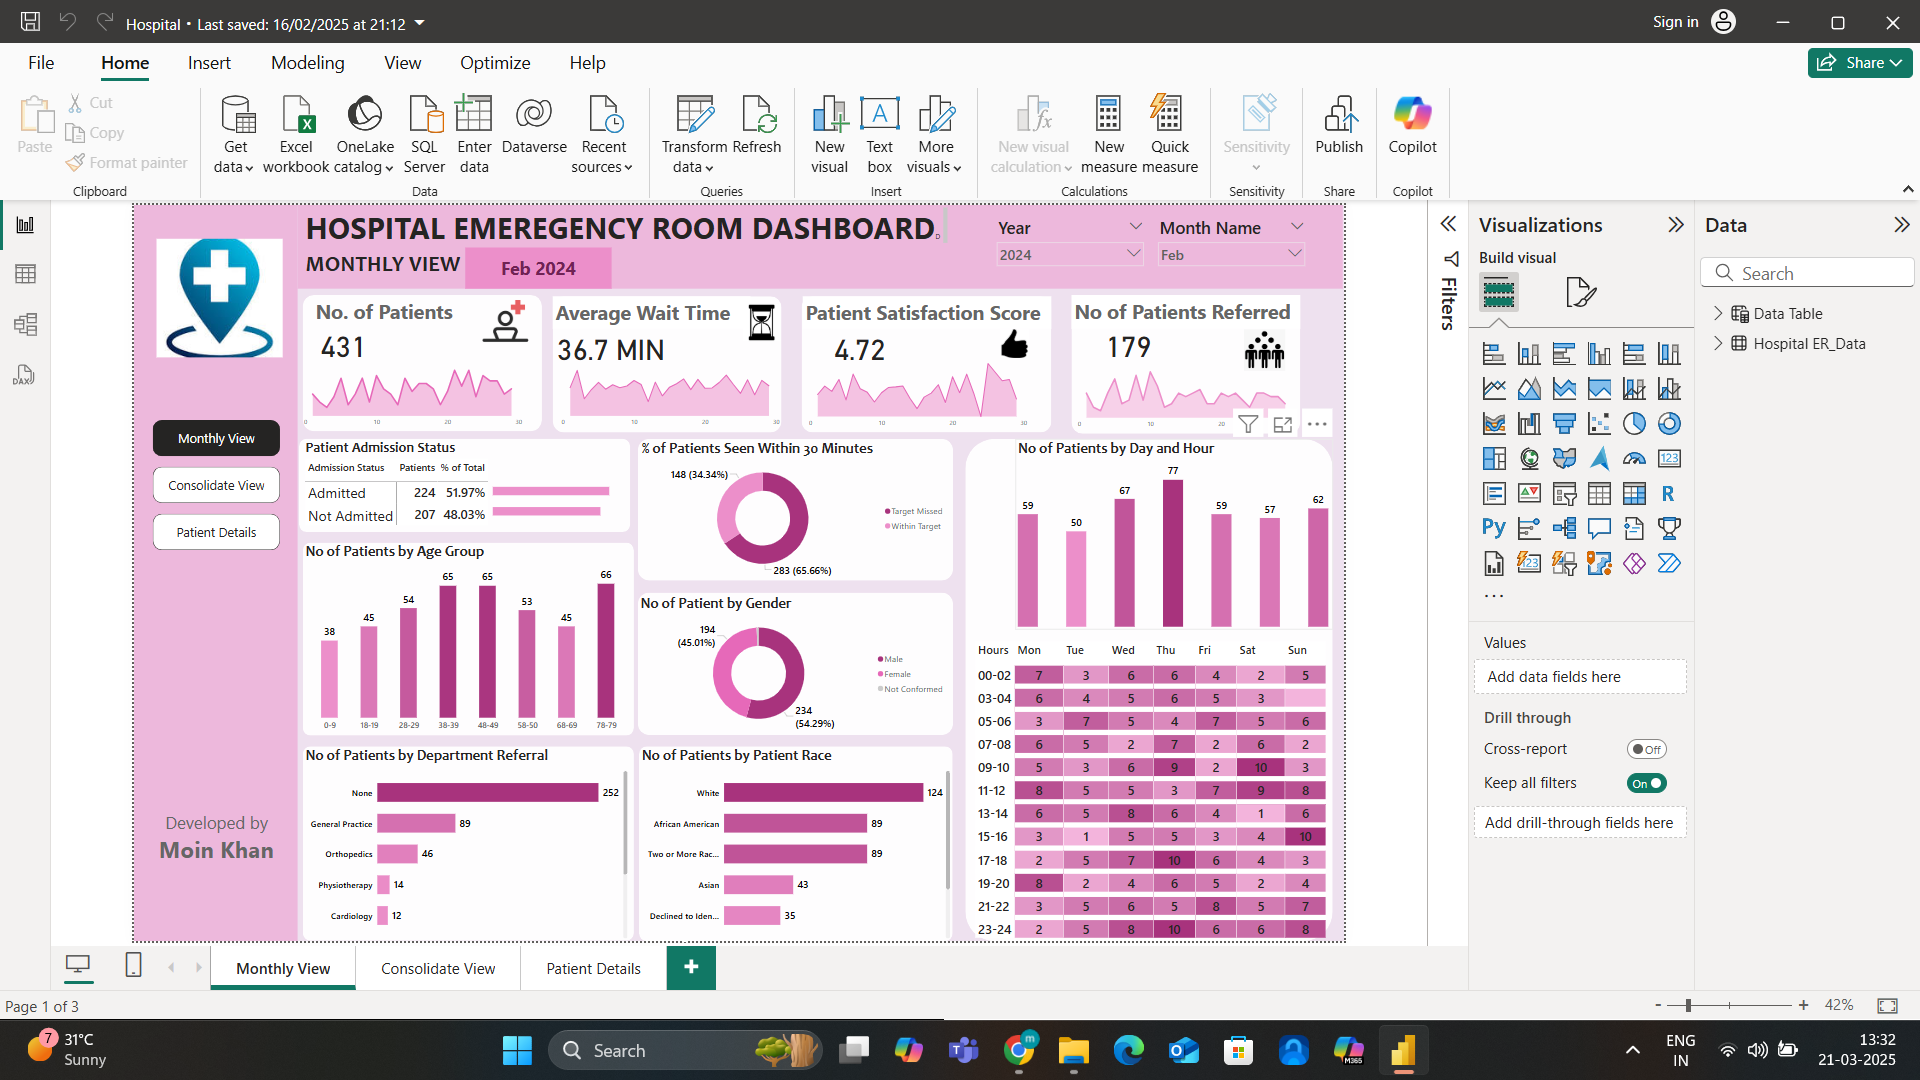 Hospital • Last saved: 16/02/2025 at 21:12
Sign in
File Home Insert Modeling View Optimize Help
Share
Paste
Cut
Copy
Format painter
Clipboard
Get data
Excel workbook
OneLake catalog
SQL Server
Enter data
Dataverse
Recent sources
Data
Transform data
Refresh
Queries
New visual
Text box
More visuals
Insert
New visual calculation
New measure
Quick measure
Calculations
Sensitivity
Sensitivity
Publish
Share
Copilot
Copilot
HOSPITAL EMEREGENCY ROOM DASHBOARD
MONTHLY VIEW
Feb 2024
Year
2024
Month Name
Feb
Monthly View
Consolidate View
Patient Details
Developed by
Moin Khan
No. of Patients
431
0 10 20 30
Average Wait Time
36.7 MIN
0 10 20 30
Patient Satisfaction Score
4.72
0 10 20 30
No of Patients Referred
179
0 10 20
Patient Admission Status
Admission Status Patients % of Total
Admitted 224 51.97%
Not Admitted 207 48.03%
No of Patients by Age Group
38 45 54 65 65 53 45 66
0-9 18-19 28-29 38-39 48-49 58-50 68-69 78-79
% of Patients Seen Within 30 Minutes
148 (34.34%)
283 (65.66%)
Target Missed
Within Target
No of Patient by Gender
194
(45.01%)
234
(54.29%)
Male
Female
Not Conformed
No of Patients by Department Referral
None 252
General Practice 89
Orthopedics 46
Physiotherapy 14
Cardiology 12
No of Patients by Patient Race
White 124
African American 89
Two or More Rac... 89
Asian 43
Declined to Iden... 35
No of Patients by Day and Hour
59 50 67 77 59 57 62
Hours Mon Tue Wed Thu Fri Sat Sun
00-02 7 3 6 6 4 2 5
03-04 6 4 5 6 5 3
05-06 3 7 5 4 7 5 6
07-08 6 5 2 7 2 6 2
09-10 5 3 6 9 2 10 3
11-12 8 5 5 3 7 9 8
13-14 6 5 8 6 4 1 6
15-16 3 1 5 5 3 4 10
17-18 2 5 7 10 6 4 3
19-20 8 2 4 6 5 2 4
21-22 3 5 6 5 8 5 7
23-24 2 5 8 10 6 6 8
Filters
Visualizations
Build visual
123
R
Py
123
...
Values
Add data fields here
Drill through
Cross-report
Off
Keep all filters
On
Add drill-through fields here
Data
Search
Data Table
Hospital ER_Data
DAX
Monthly View
Consolidate View
Patient Details
+
Page 1 of 3
- + 42%
7
31°C
Sunny
Search
m
M365
ENG
IN
13:32
21-03-2025